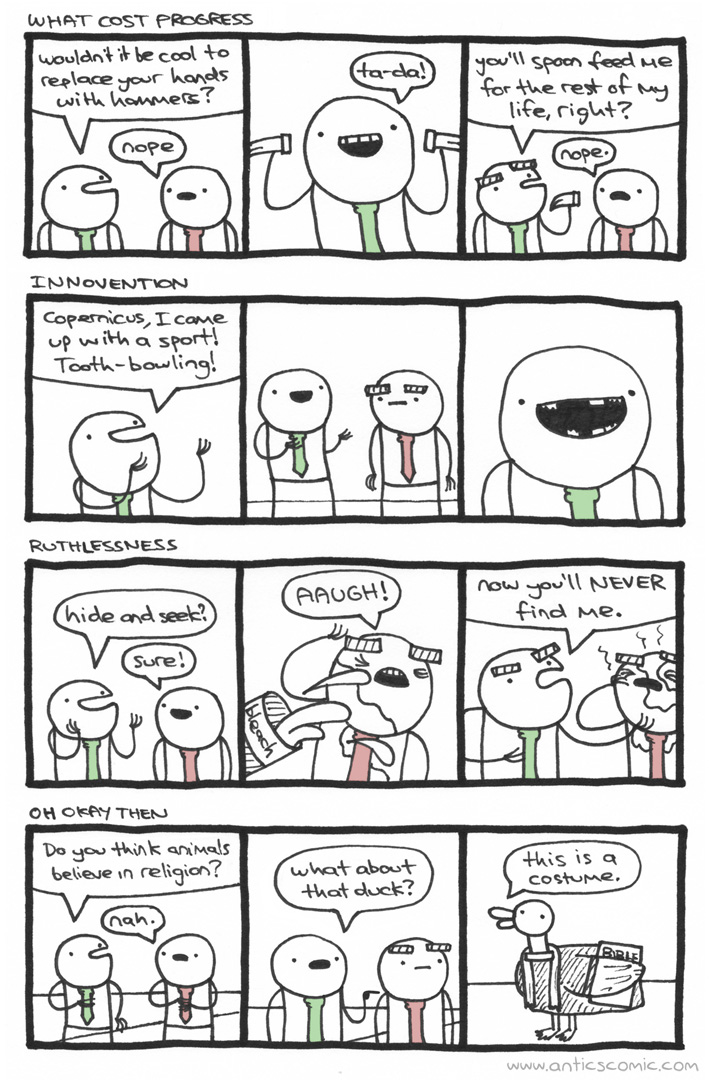 WHAT COST PROGRESS
wouldn't it be cool to
replace your hands
with hammers?
nope
ta-da!
you'll spoon feed me
for the rest of my
life, right?
nope.
INNOVENTION
Copernicus, I came
up with a sport!
Tooth-bowling!
RUTHLESSNESS
hide and seek?
sure!
AAUGH!
bleach
now you'll NEVER
find me.
OH OKAY THEN
Do you think animals
believe in religion?
nah.
what about
that duck?
this is a
costume.
BIBLE
www.anticscomic.com